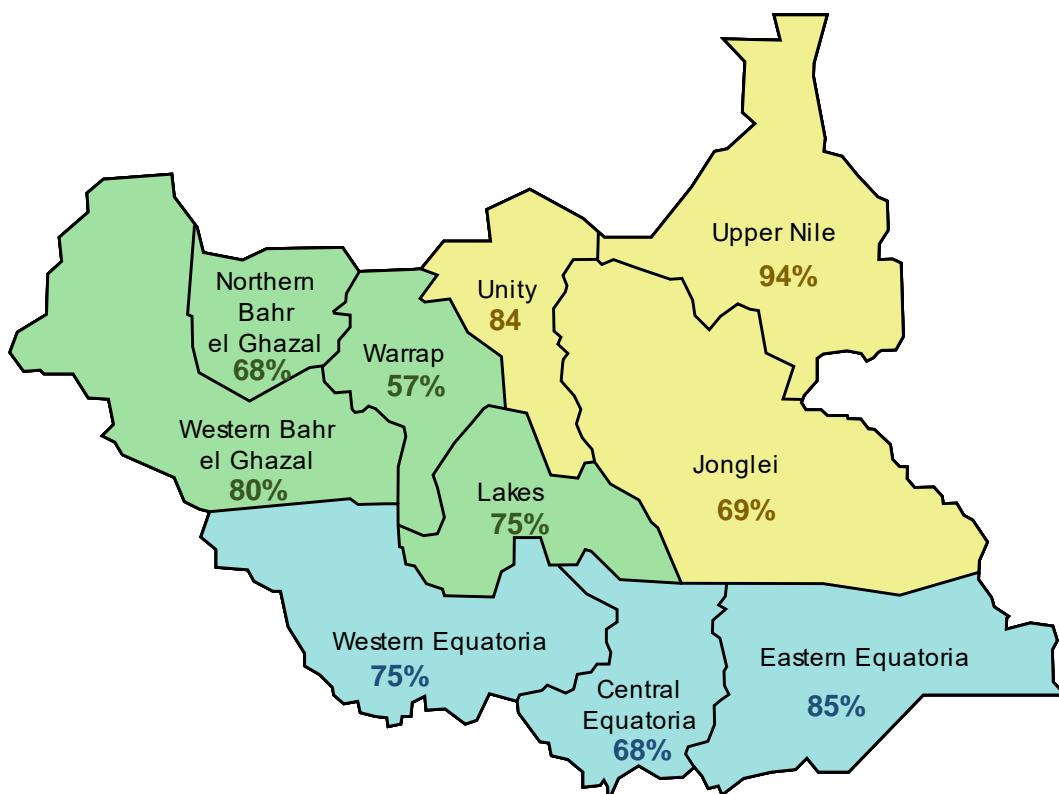 Upper Nile
94%
Northern
Bahr
el Ghazal
68%
Unity
84
Warrap
57%
Western Bahr
el Ghazal
80%
Lakes
75%
Jonglei
69%
Western Equatoria
75%
Central
Equatoria
68%
Eastern Equatoria
85%